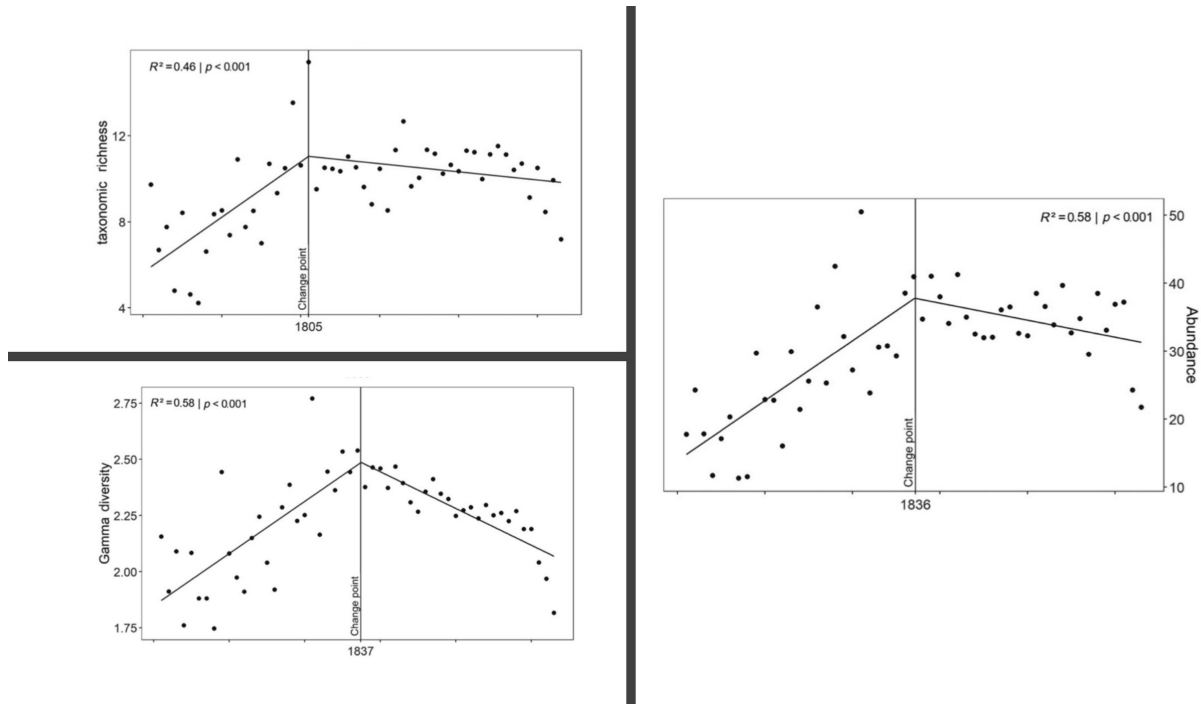 R² = 0.46 | p < 0.001
taxonomic richness
12
8
4
Change point
1805
R² = 0.58 | p < 0.001
Gamma diversity
2.75
2.50
2.25
2.00
1.75
Change point
1837
R² = 0.58 | p < 0.001
50
40
30
20
10
Abundance
Change point
1836